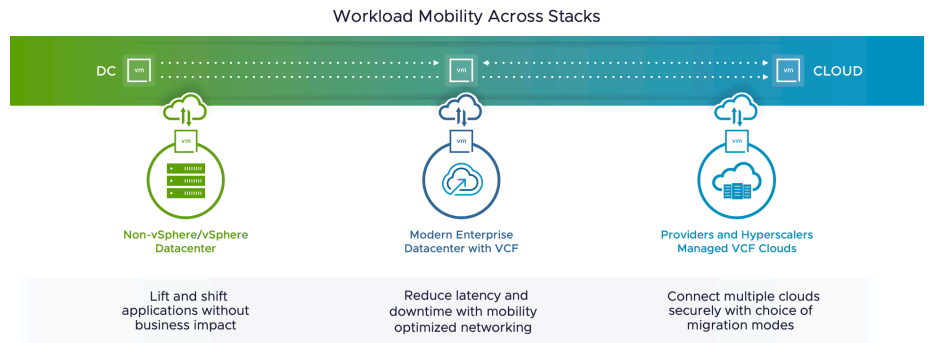 Workload Mobility Across Stacks
DC vm vm vm CLOUD
vm vm vm
Non-vSphere/vSphere
Datacenter
Modern Enterprise
Datacenter with VCF
Providers and Hyperscalers
Managed VCF Clouds
Lift and shift
applications without
business impact
Reduce latency and
downtime with mobility
optimized networking
Connect multiple clouds
securely with choice of
migration modes